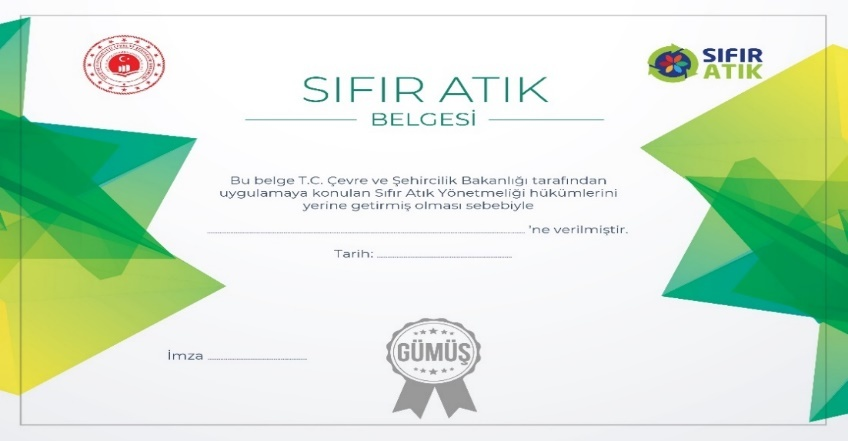 SIFIR
ATIK
SIFIR ATIK
BELGESİ
Bu belge T.C. Çevre ve Şehircilik Bakanlığı tarafından
uygulamaya konulan Sıfır Atık Yönetmeliği hükümlerini
yerine getirmiş olması sebebiyle
'ne verilmiştir.
Tarih:
İmza
GÜMÜŞ